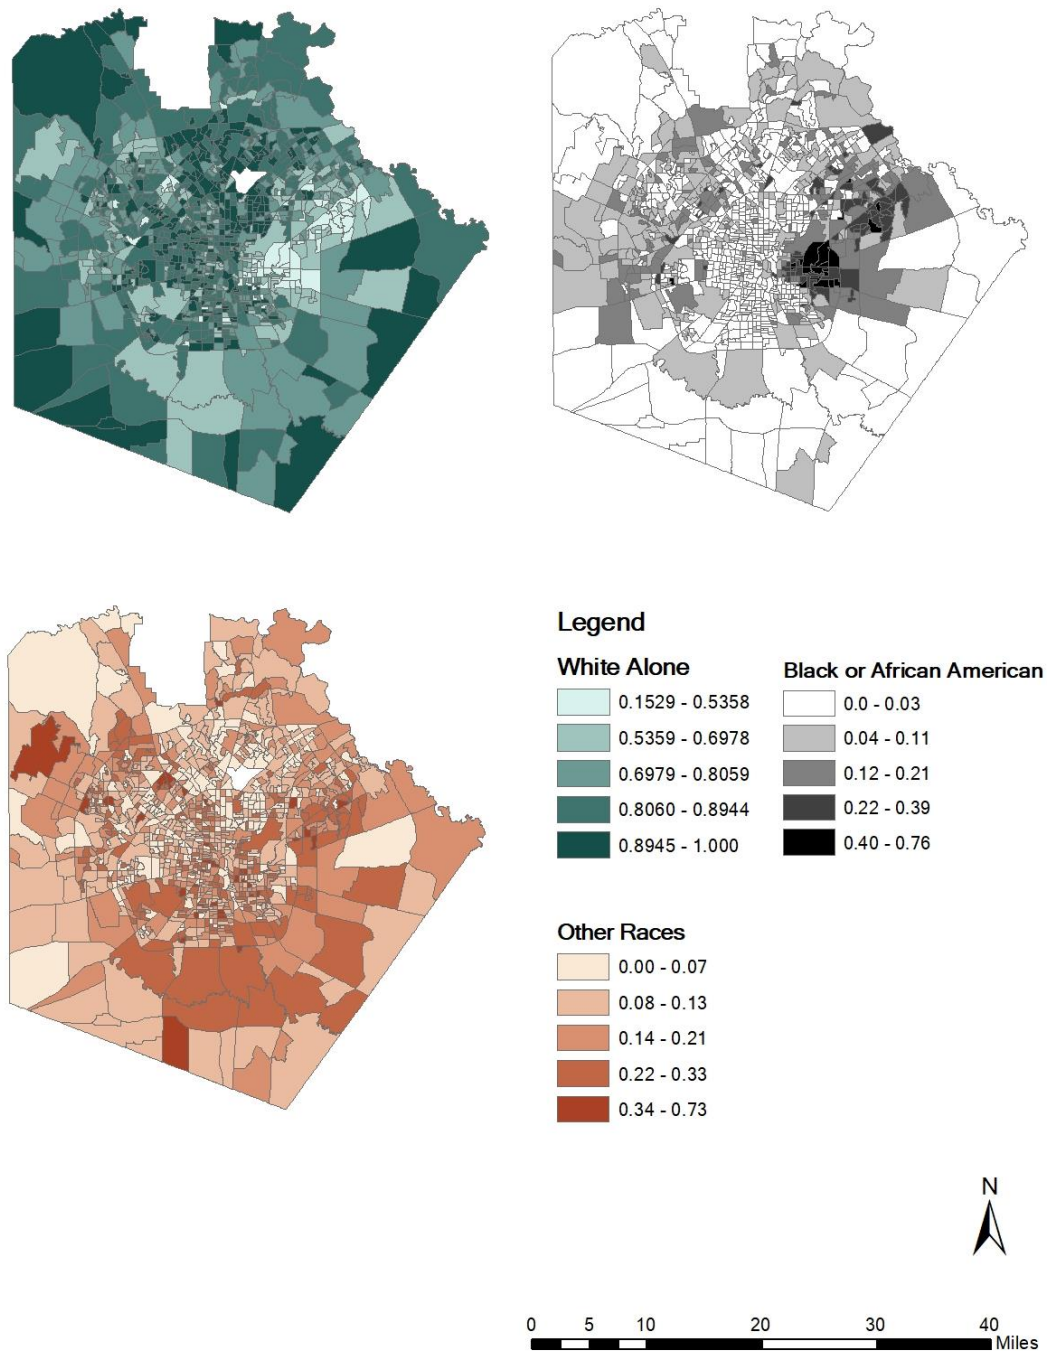 Legend
White Alone
0.1529 - 0.5358
0.5359 - 0.6978
0.6979 - 0.8059
0.8060 - 0.8944
0.8945 - 1.000
Black or African American
0.0 - 0.03
0.04 - 0.11
0.12 - 0.21
0.22 - 0.39
0.40 - 0.76
Other Races
0.00 - 0.07
0.08 - 0.13
0.14 - 0.21
0.22 - 0.33
0.34 - 0.73
N
0 5 10 20 30 40
Miles